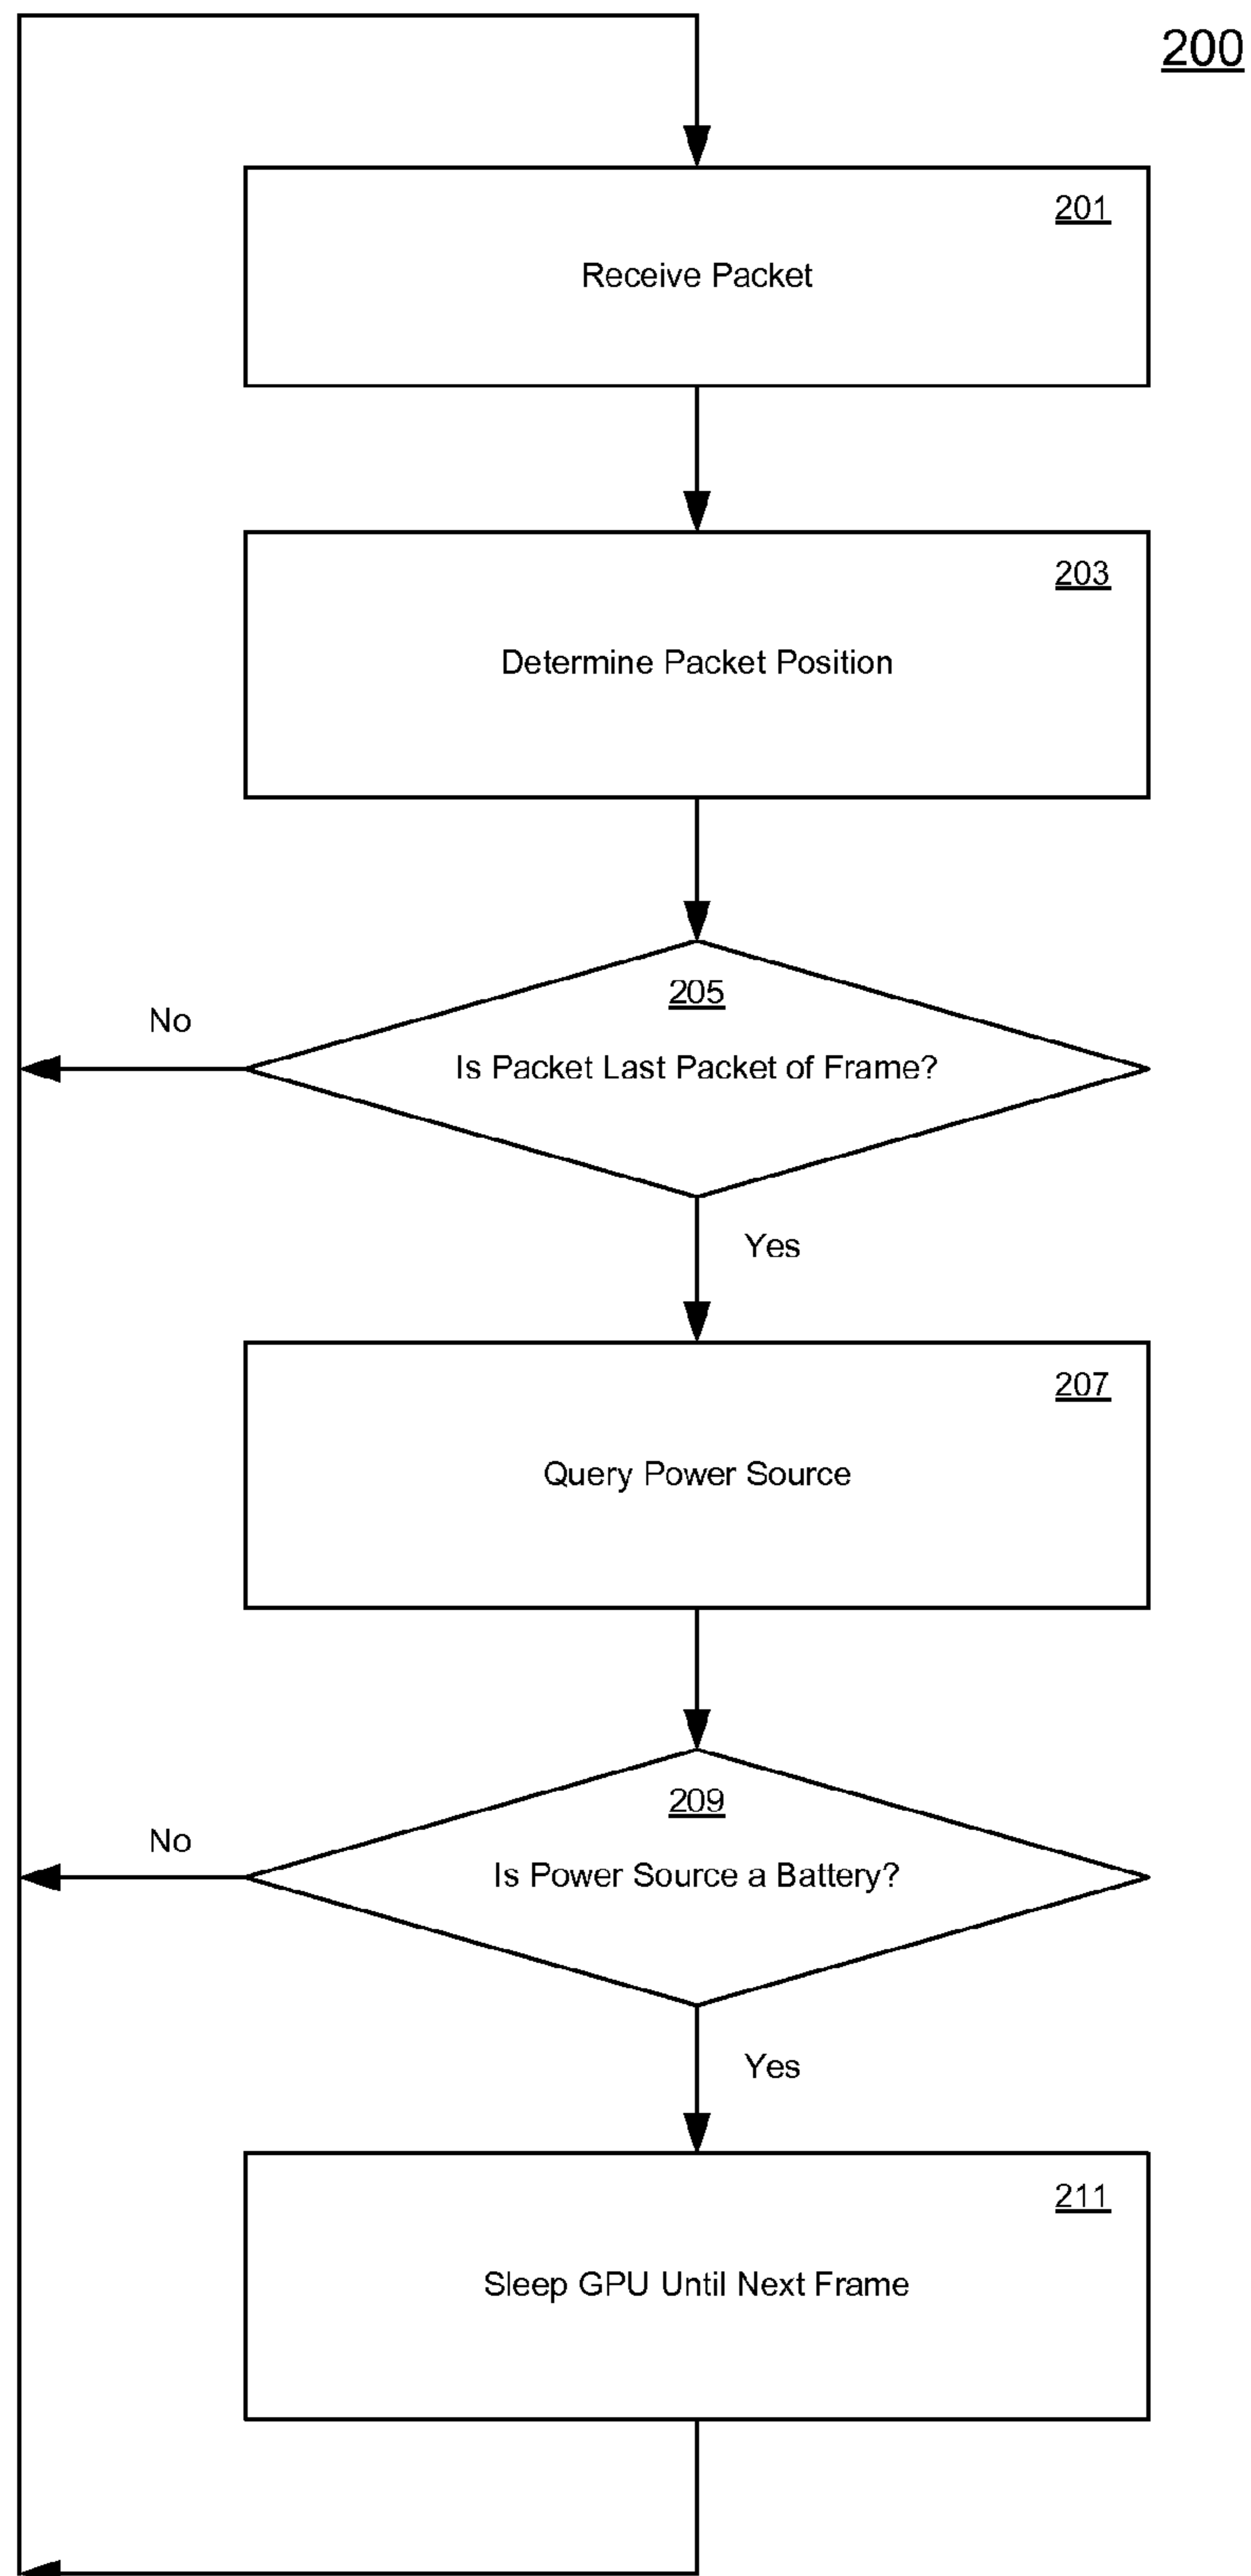 200
201
Receive Packet
203
Determine Packet Position
205
Is Packet Last Packet of Frame?
No
Yes
207
Query Power Source
209
Is Power Source a Battery?
No
Yes
211
Sleep GPU Until Next Frame